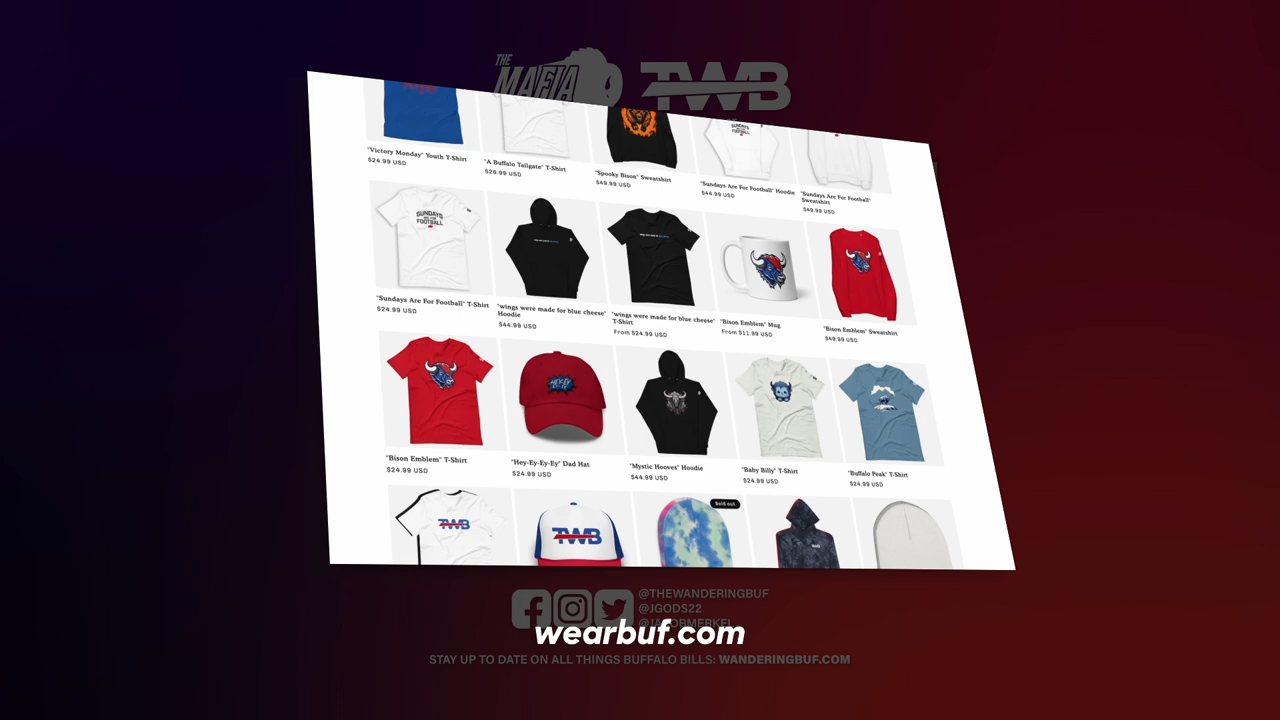 THE
MAFIA
TWB
"Victory Monday" Youth T-Shirt
$24.99 USD
"A Buffalo Tailgate" T-Shirt
$26.99 USD
"Spooky Bison" Sweatshirt
$49.99 USD
"Sundays Are For Football" Hoodie
$44.99 USD
"Sundays Are For Football"
Sweatshirt
$49.99 USD
SUNDAYS
ARE FOR
FOOTBALL
"Sundays Are For Football" T-Shirt
$24.99 USD
"wings were made for blue cheese"
Hoodie
$44.99 USD
"wings were made for blue cheese"
T-Shirt
From $24.99 USD
"Bison Emblem" Mug
From $11.99 USD
"Bison Emblem" Sweatshirt
$49.99 USD
"Bison Emblem" T-Shirt
$24.99 USD
"Hey-Ey-Ey-Ey" Dad Hat
$24.99 USD
"Mystic Hooves" Hoodie
$44.99 USD
"Baby Billy" T-Shirt
$24.99 USD
"Buffalo Peak" T-Shirt
$24.99 USD
TWB
TWB
Sold out
@THEWANDERINGBUF
@JGODS22
wearbuf.com
STAY UP TO DATE ON ALL THINGS BUFFALO BILLS: WANDERINGBUF.COM